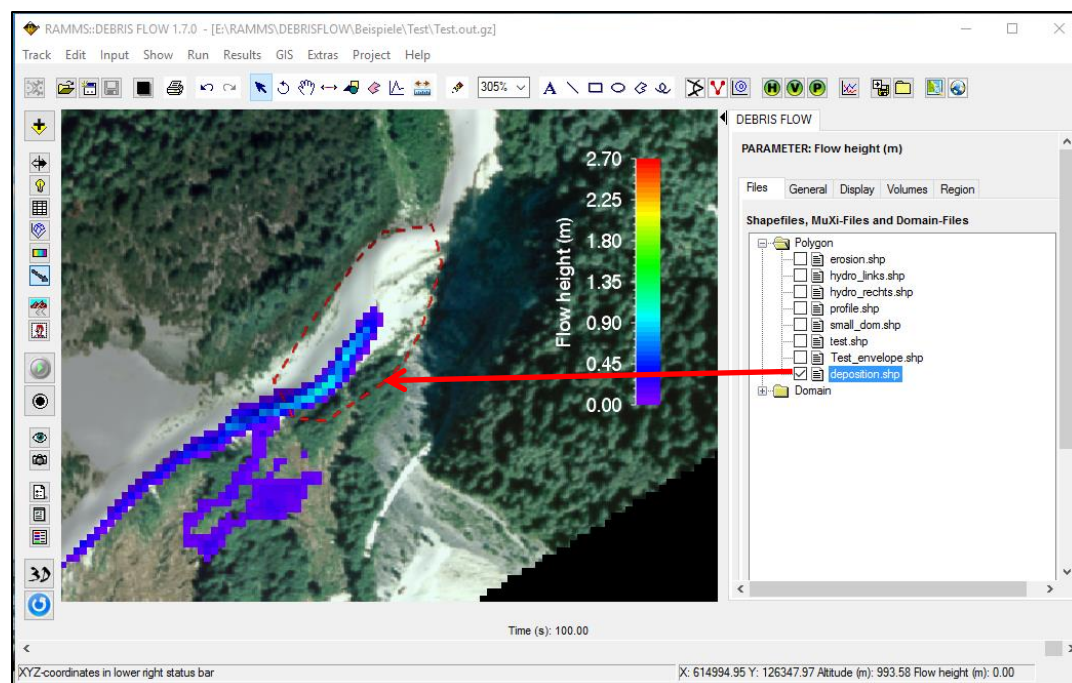 RAMMS::DEBRIS FLOW 1.7.0 - [E:\RAMMS\DEBRISFLOW\Beispiele\Test\Test.out.gz]
Track Edit Input Show Run Results GIS Extras Project Help
305% A H V P
DEBRIS FLOW
PARAMETER: Flow height (m)
Files General Display Volumes Region
Shapefiles, MuXi-Files and Domain-Files
Polygon
erosion.shp
hydro_links.shp
hydro_rechts.shp
profile.shp
small_dom.shp
test.shp
Test_envelope.shp
deposition.shp
Domain
Flow height (m)
2.70
2.25
1.80
1.35
0.90
0.45
0.00
3D
Time (s): 100.00
XYZ-coordinates in lower right status bar
X: 614994.95 Y: 126347.97 Altitude (m): 993.58 Flow height (m): 0.00